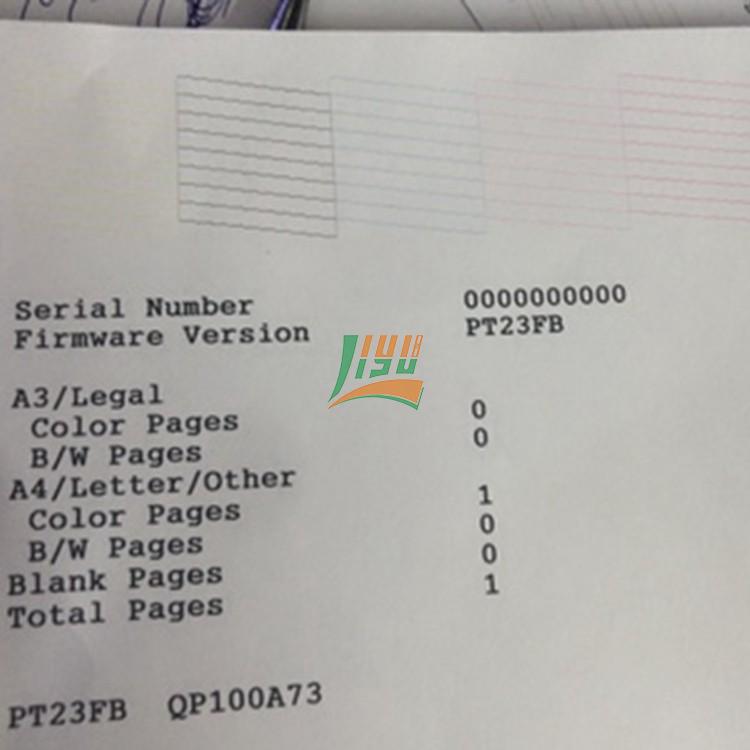 Serial Number 0000000000
Firmware Version PT23FB
A3/Legal
Color Pages 0
B/W Pages 0
A4/Letter/Other
Color Pages 1
B/W Pages 0
Blank Pages 0
Total Pages 1
PT23FB QP100A73